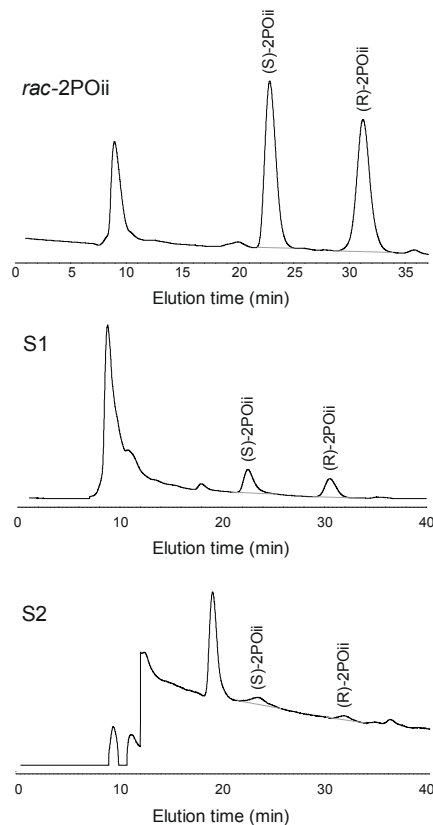 (S)-2POii
(R)-2POii
rac-2POii
0 5 10 15 20 25 30 35
Elution time (min)
S1
(S)-2POii
(R)-2POii
0 10 20 30 40
Elution time (min)
S2
(S)-2POii
(R)-2POii
0 10 20 30 40
Elution time (min)